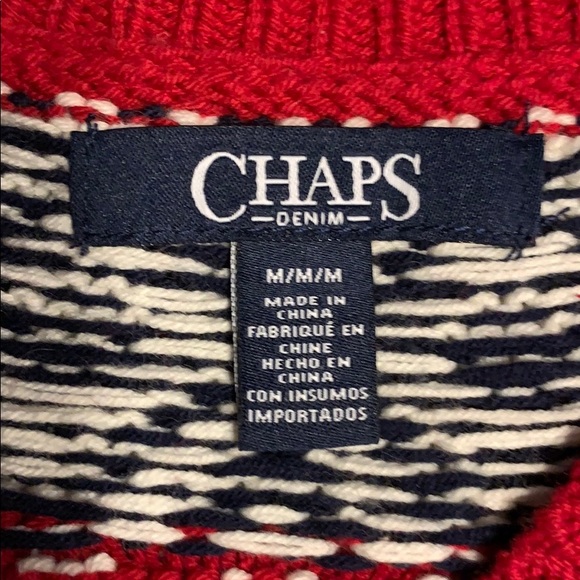 CHAPS
DENIM
M/M/M
MADE IN
CHINA
FABRIQUÉ EN
CHINE
HECHO EN
CHINA
CON INSUMOS
IMPORTADOS